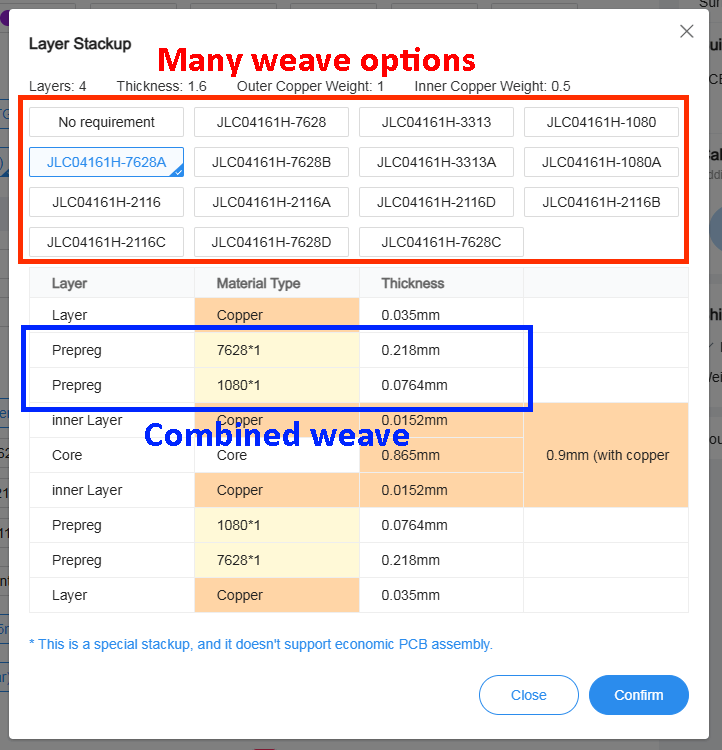 Layer Stackup
Many weave options
Layers: 4 Thickness: 1.6 Outer Copper Weight: 1 Inner Copper Weight: 0.5
No requirement JLC04161H-7628 JLC04161H-3313 JLC04161H-1080
JLC04161H-7628A JLC04161H-7628B JLC04161H-3313A JLC04161H-1080A
JLC04161H-2116 JLC04161H-2116A JLC04161H-2116D JLC04161H-2116B
JLC04161H-2116C JLC04161H-7628D JLC04161H-7628C
Layer Material Type Thickness
Layer Copper 0.035mm
Prepreg 7628*1 0.218mm
Prepreg 1080*1 0.0764mm
inner Layer Copper 0.0152mm
Combined weave
Core Core 0.865mm 0.9mm (with copper
inner Layer Copper 0.0152mm
Prepreg 1080*1 0.0764mm
Prepreg 7628*1 0.218mm
Layer Copper 0.035mm
* This is a special stackup, and it doesn't support economic PCB assembly.
Close Confirm